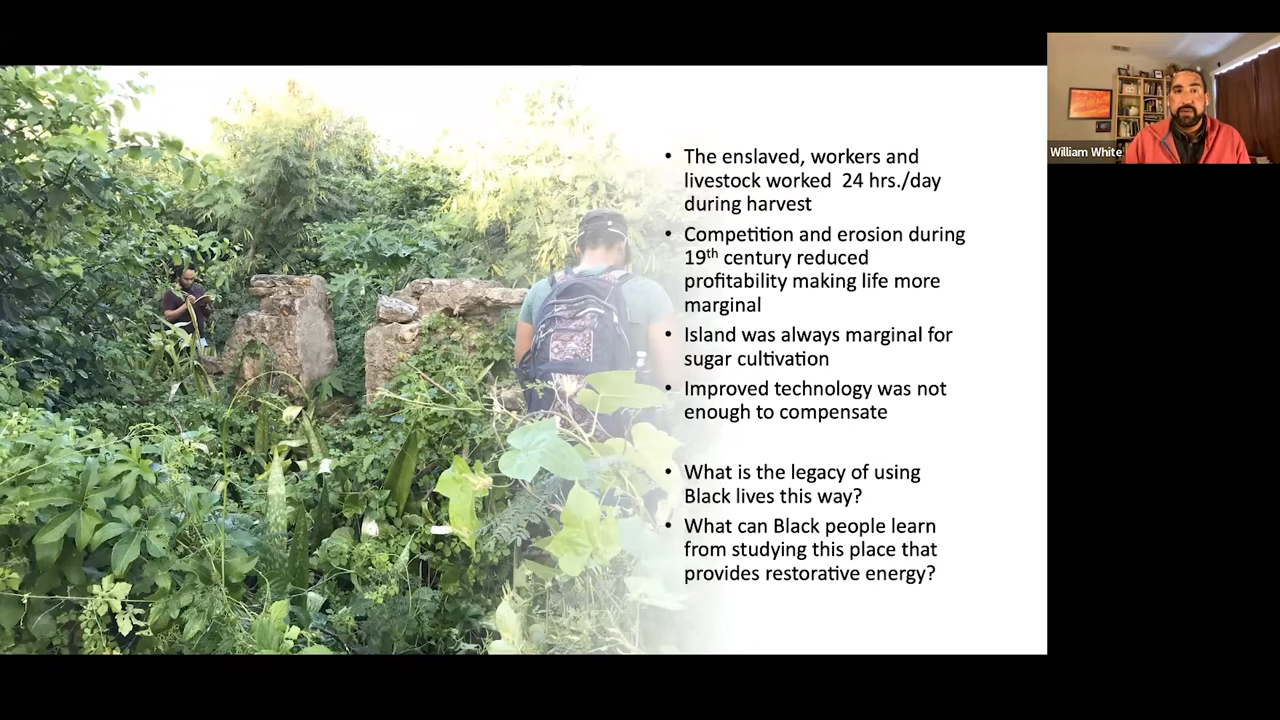 • The enslaved, workers and
livestock worked 24 hrs./day
during harvest
• Competition and erosion during
19th century reduced
profitability making life more
marginal
• Island was always marginal for
sugar cultivation
• Improved technology was not
enough to compensate
• What is the legacy of using
Black lives this way?
• What can Black people learn
from studying this place that
provides restorative energy?
William White